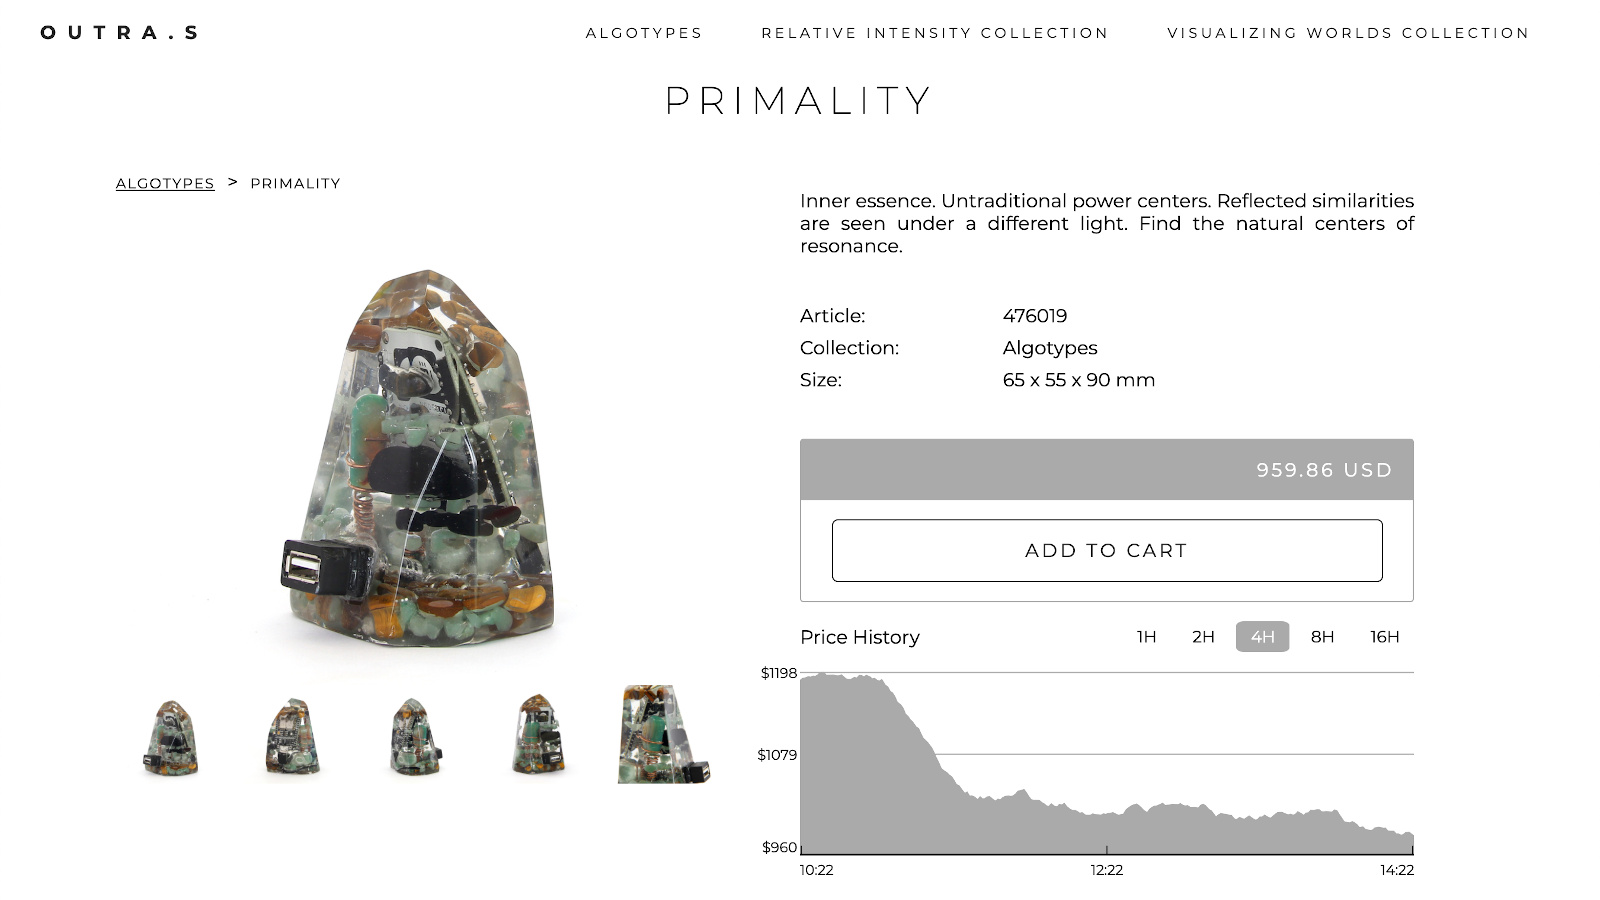 OUTRA.S
ALGOTYPES RELATIVE INTENSITY COLLECTION VISUALIZING WORLDS COLLECTION
PRIMALITY
ALGOTYPES > PRIMALITY
Inner essence. Untraditional power centers. Reflected similarities
are seen under a different light. Find the natural centers of
resonance.
Article: 476019
Collection: Algotypes
Size: 65 x 55 x 90 mm
959.86 USD
ADD TO CART
Price History 1H 2H 4H 8H 16H
$1198
$1079
$960
10:22 12:22 14:22